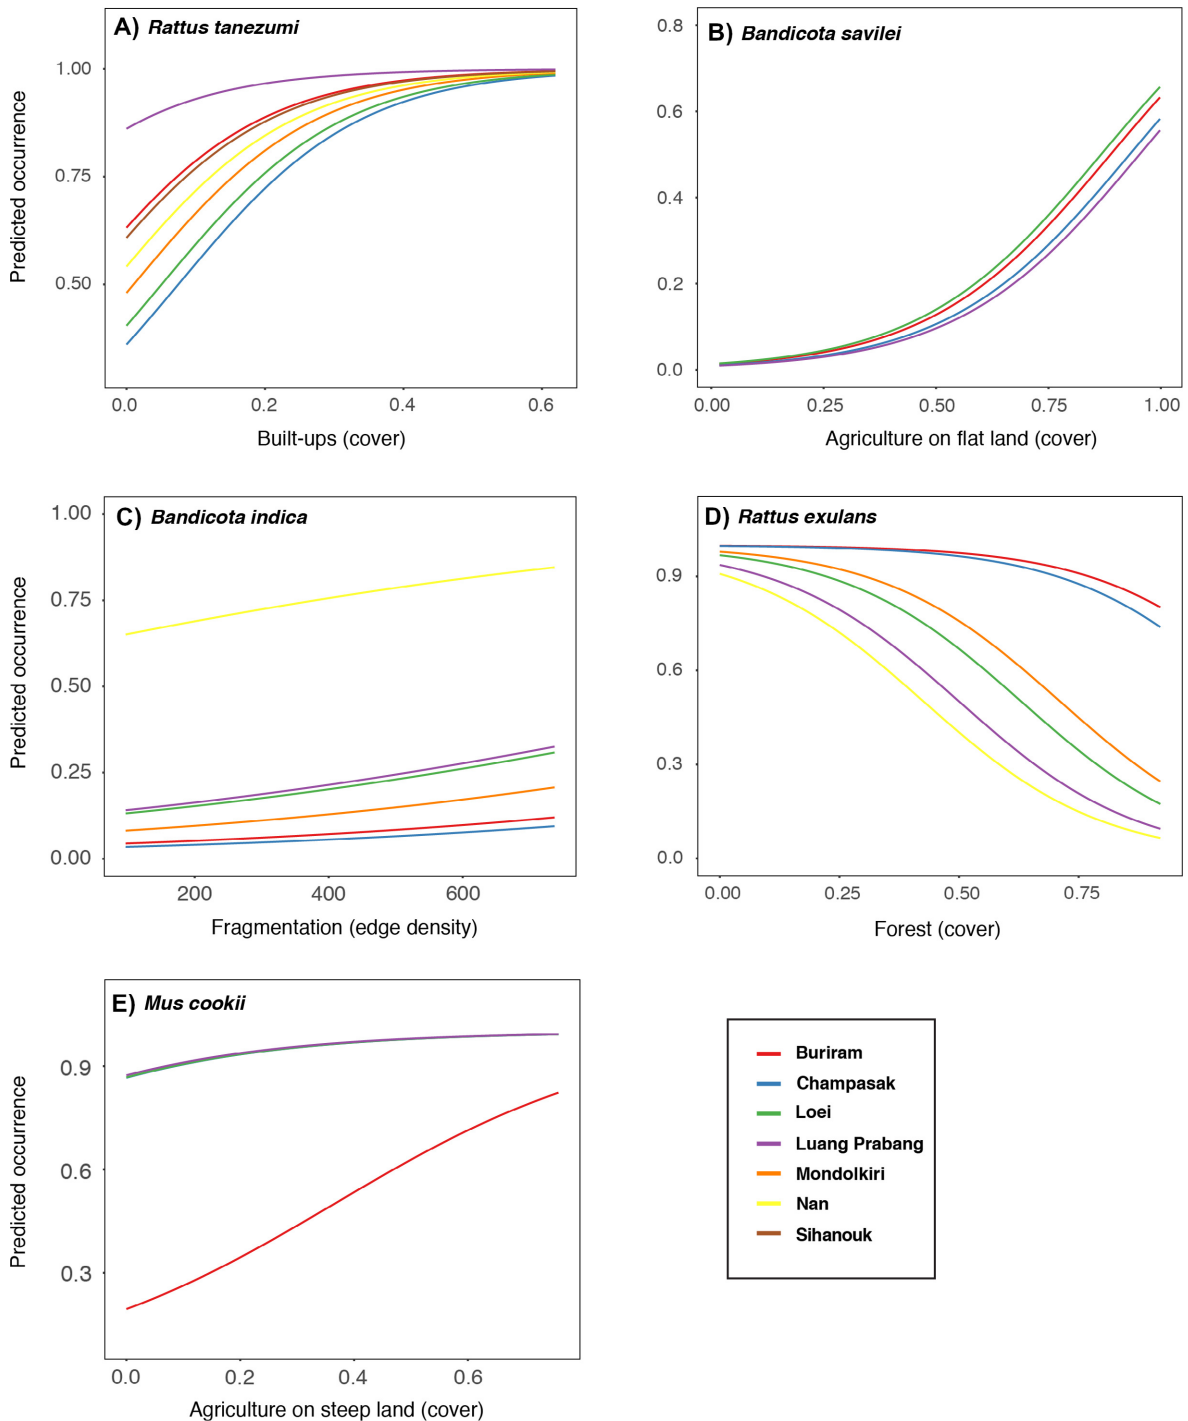 A) Rattus tanezumi
Predicted occurrence
1.00
0.75
0.50
0.0 0.2 0.4 0.6
Built-ups (cover)
B) Bandicota savilei
0.8
0.6
0.4
0.2
0.0
0.00 0.25 0.50 0.75 1.00
Agriculture on flat land (cover)
C) Bandicota indica
Predicted occurrence
1.00
0.75
0.50
0.25
0.00
200 400 600
Fragmentation (edge density)
D) Rattus exulans
0.9
0.6
0.3
0.0
0.00 0.25 0.50 0.75
Forest (cover)
E) Mus cookii
Predicted occurrence
0.9
0.6
0.3
0.0 0.2 0.4 0.6
Agriculture on steep land (cover)
Buriram
Champasak
Loei
Luang Prabang
Mondolkiri
Nan
Sihanouk